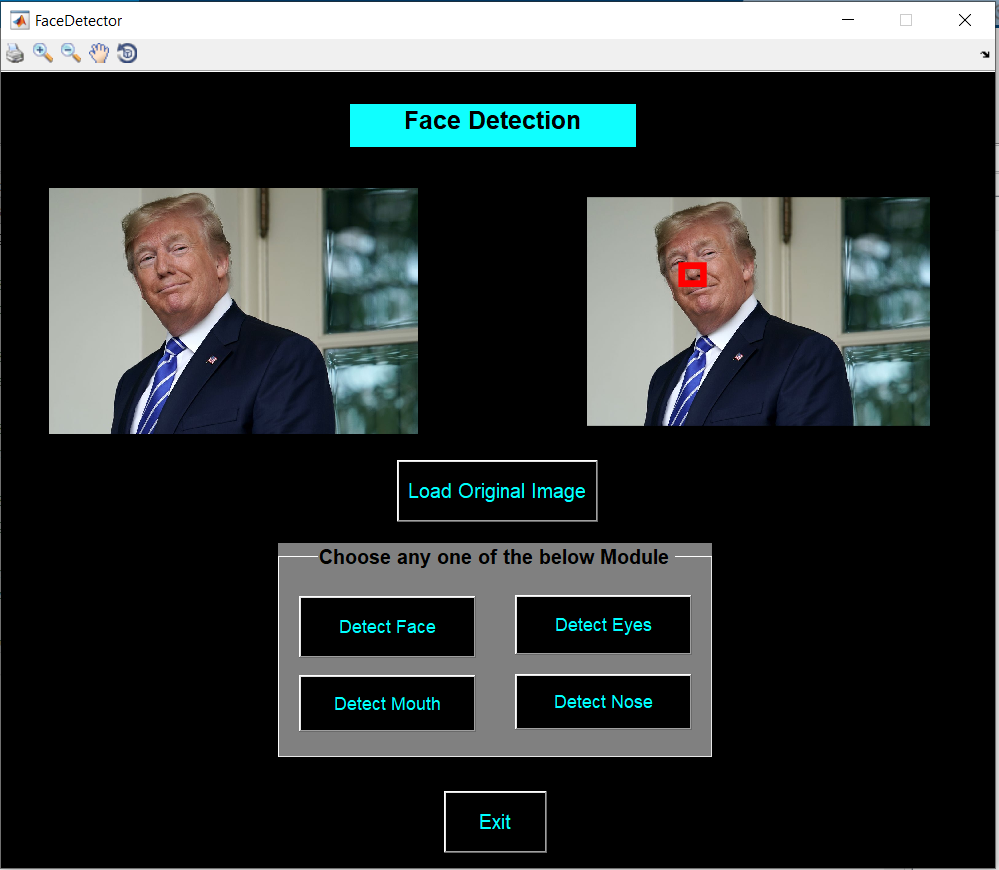 FaceDetector
Face Detection
Load Original Image
Choose any one of the below Module
Detect Face
Detect Eyes
Detect Mouth
Detect Nose
Exit